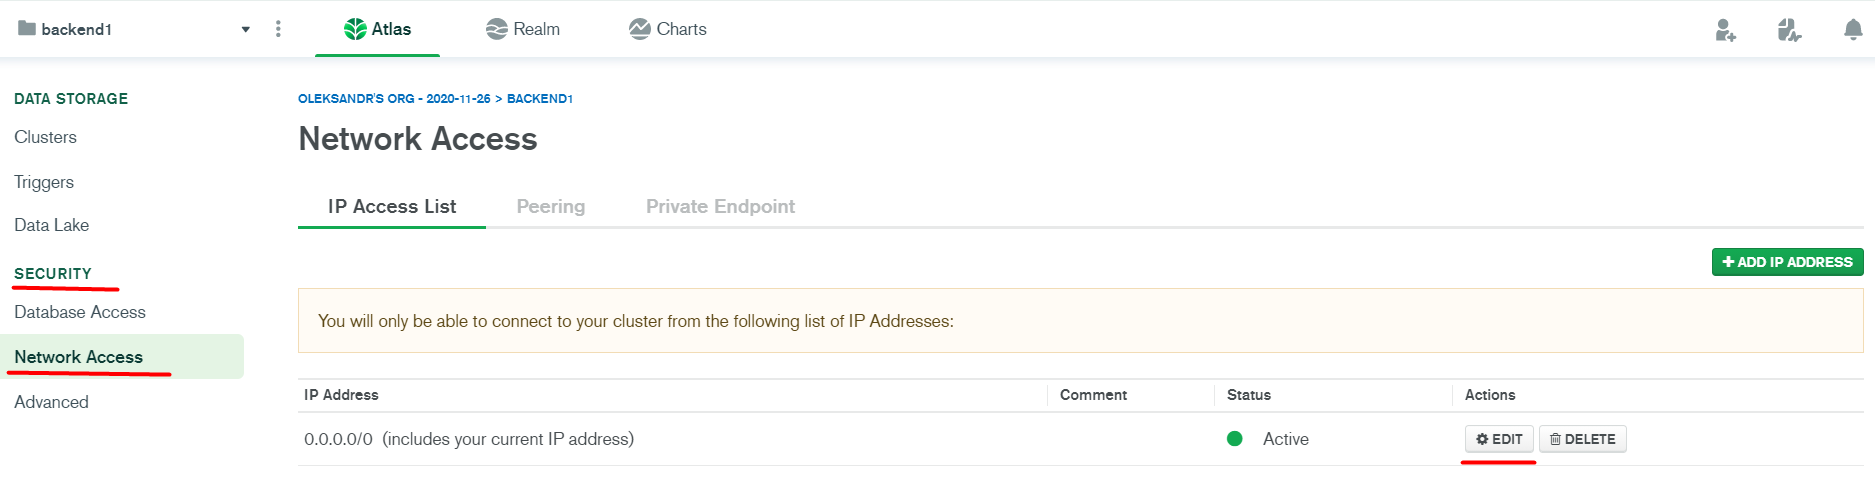 backend1
Atlas
Realm
Charts
DATA STORAGE
Clusters
Triggers
Data Lake
SECURITY
Database Access
Network Access
Advanced
OLEKSANDR'S ORG - 2020-11-26 > BACKEND1
Network Access
IP Access List
Peering
Private Endpoint
+ ADD IP ADDRESS
You will only be able to connect to your cluster from the following list of IP Addresses:
IP Address Comment Status Actions
0.0.0.0/0 (includes your current IP address) Active EDIT DELETE